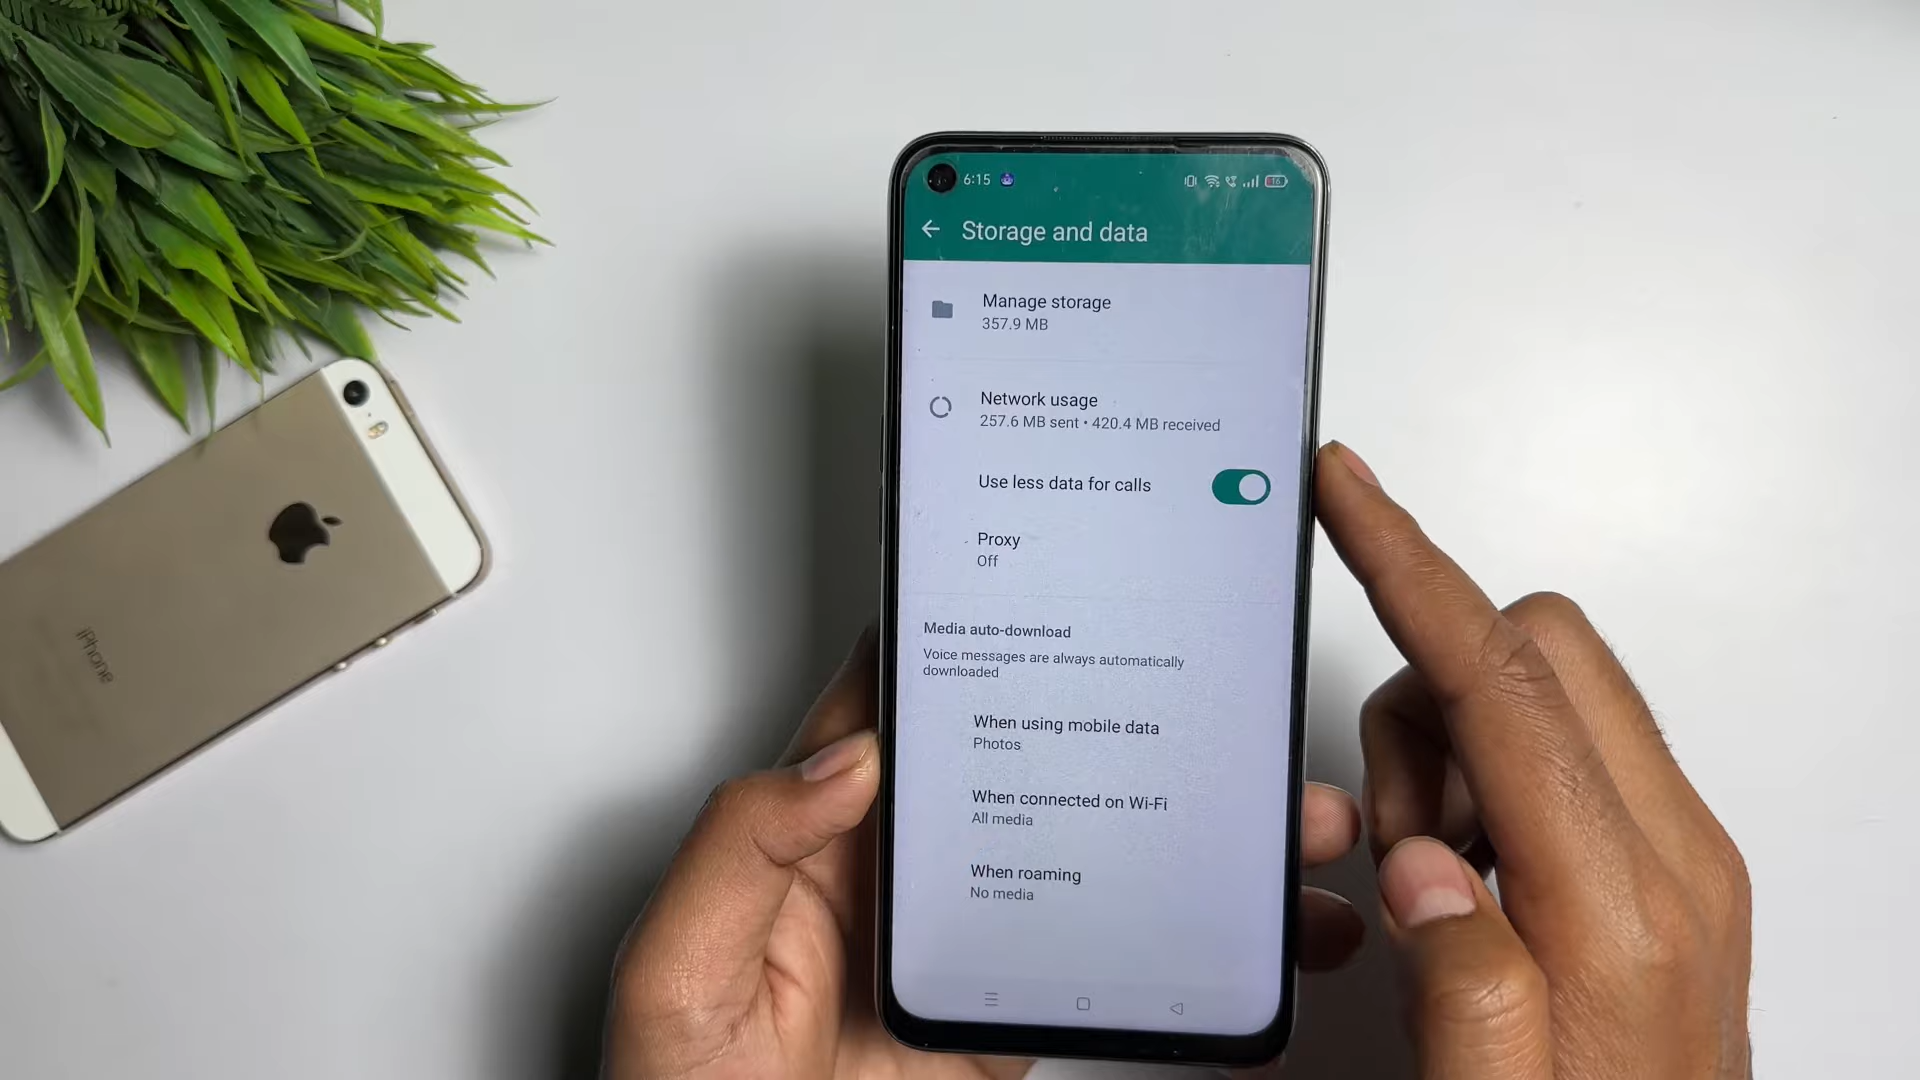 6:15
16
Storage and data
Manage storage
357.9 MB
Network usage
257.6 MB sent • 420.4 MB received
Use less data for calls
Proxy
Off
Media auto-download
Voice messages are always automatically
downloaded
When using mobile data
Photos
When connected on Wi-Fi
All media
When roaming
No media
iPhone